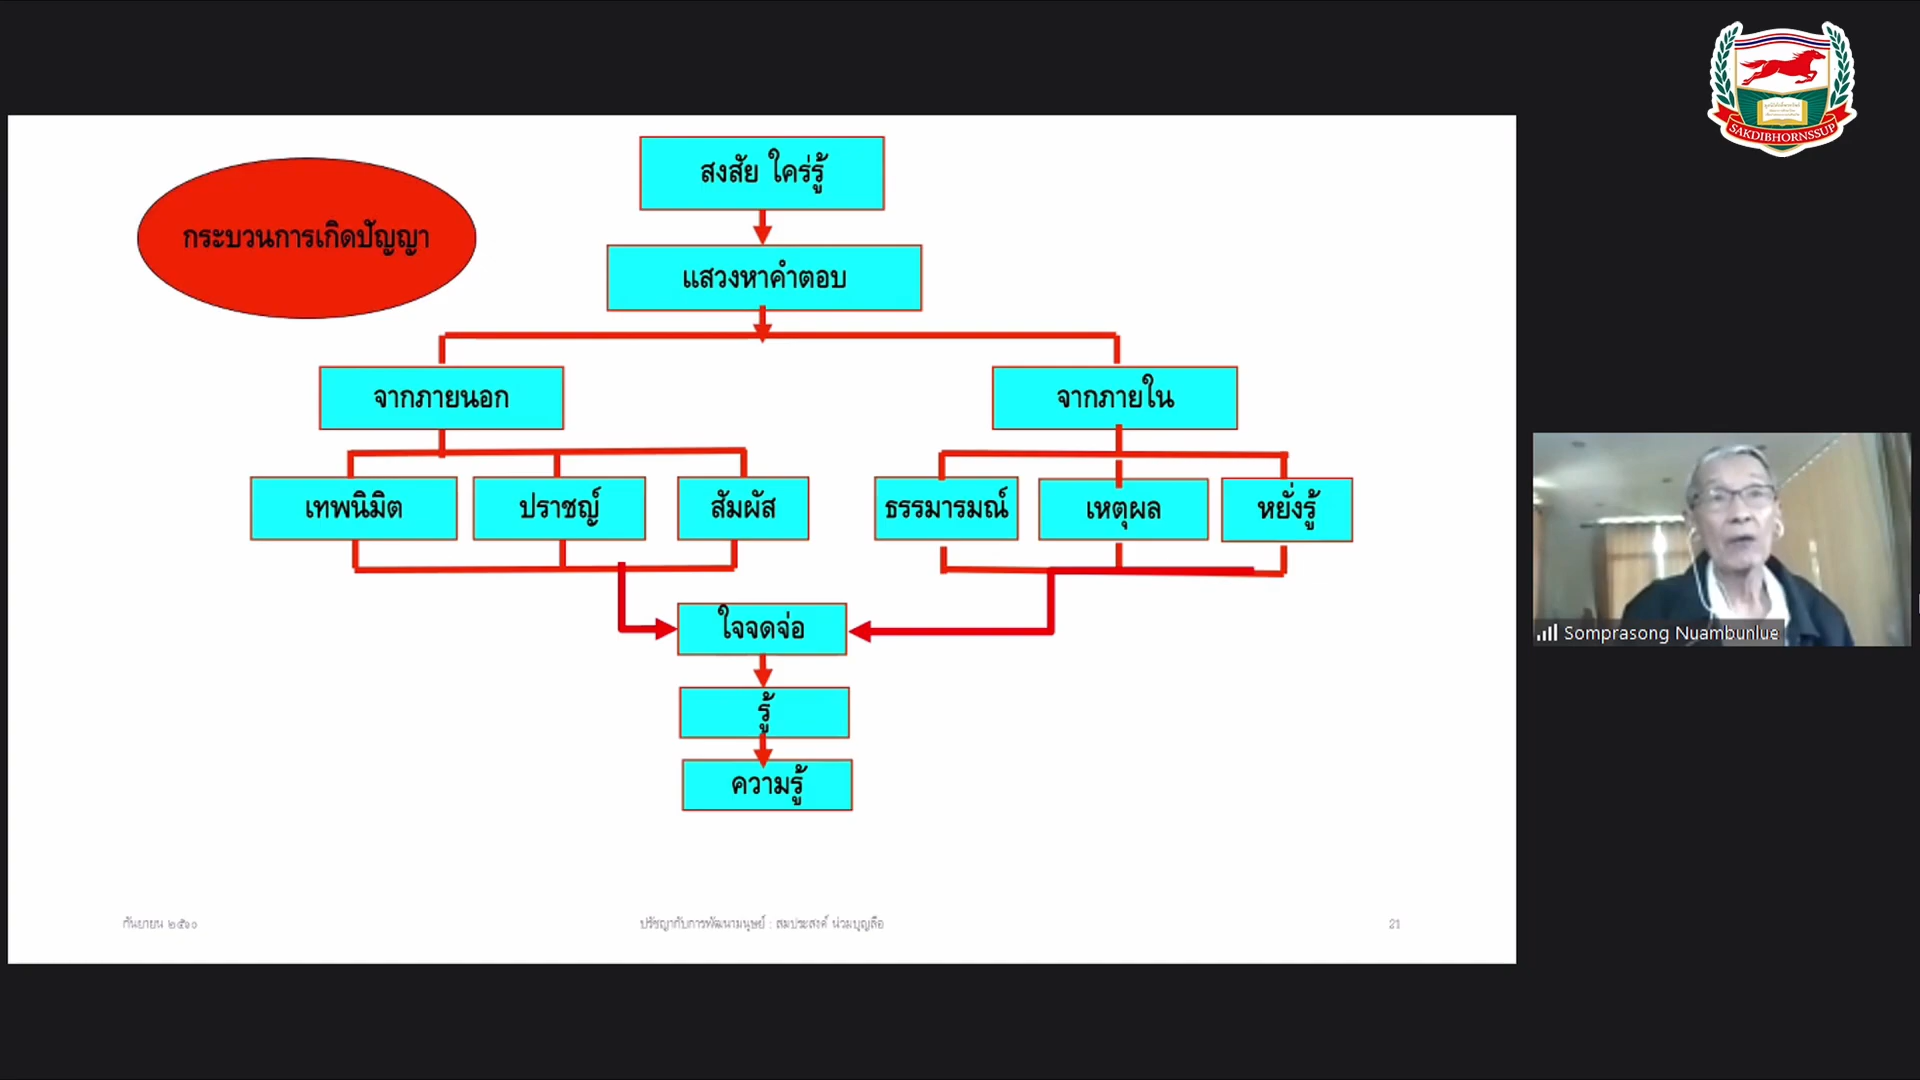 SAKDIBHORNSSUP
สงสัย ใคร่รู้
กระบวนการเกิดปัญญา
แสวงหาคำตอบ
จากภายนอก
จากภายใน
เทพนิมิต
ปราชญ์
สัมผัส
ธรรมารมณ์
เหตุผล
หยั่งรู้
ใจจดจ่อ
รู้
ความรู้
Somprasong Nuambunlue
กันยายน ๒๕๖๐
ปรัชญากับการพัฒนามนุษย์ : สมประสงค์ น่วมบุญลือ
21